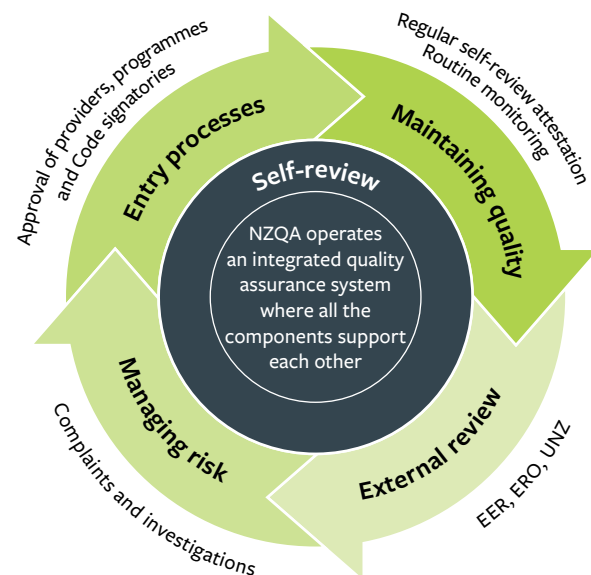 Approval of providers, programmes
and Code signatories
Entry processes
Regular self-review attestation
Routine monitoring
Maintaining quality
Self-review
NZQA operates
an integrated quality
assurance system
where all the
components support
each other
External review
EER, ERO, UNZ
Managing risk
Complaints and investigations